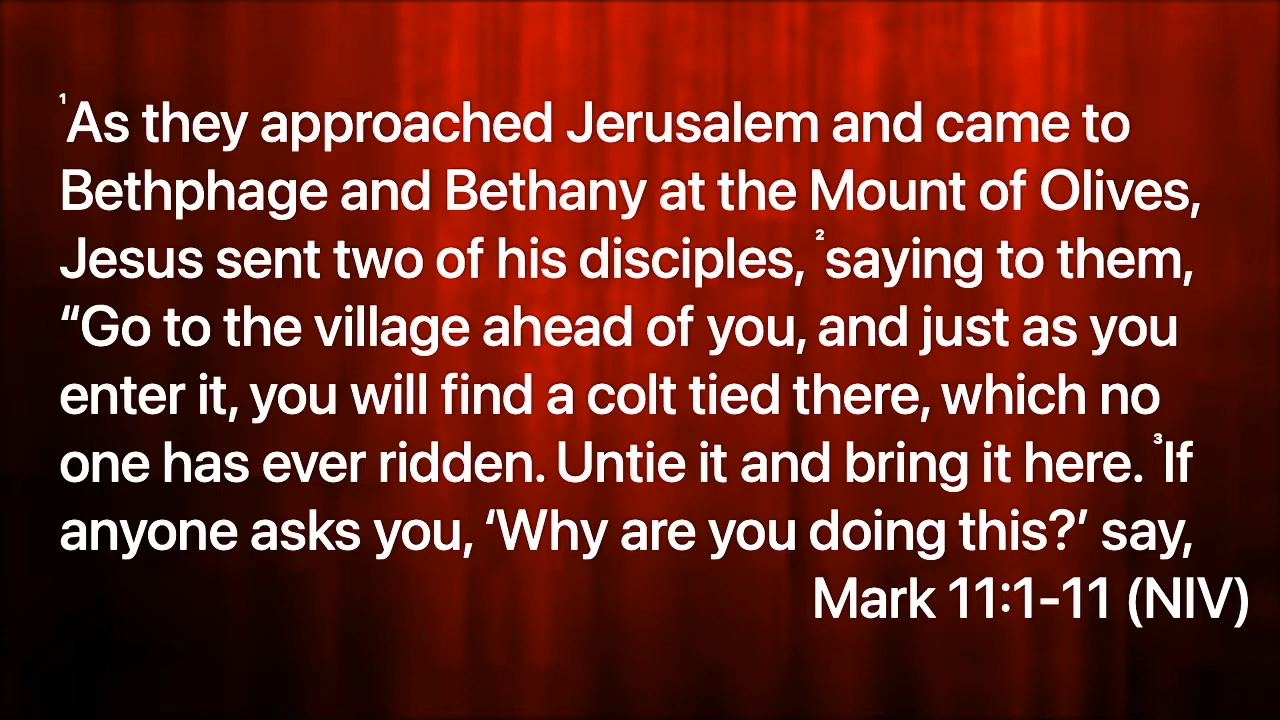 ¹As they approached Jerusalem and came to
Bethphage and Bethany at the Mount of Olives,
Jesus sent two of his disciples, ²saying to them,
“Go to the village ahead of you, and just as you
enter it, you will find a colt tied there, which no
one has ever ridden. Untie it and bring it here. ³If
anyone asks you, ‘Why are you doing this?’ say,
Mark 11:1-11 (NIV)